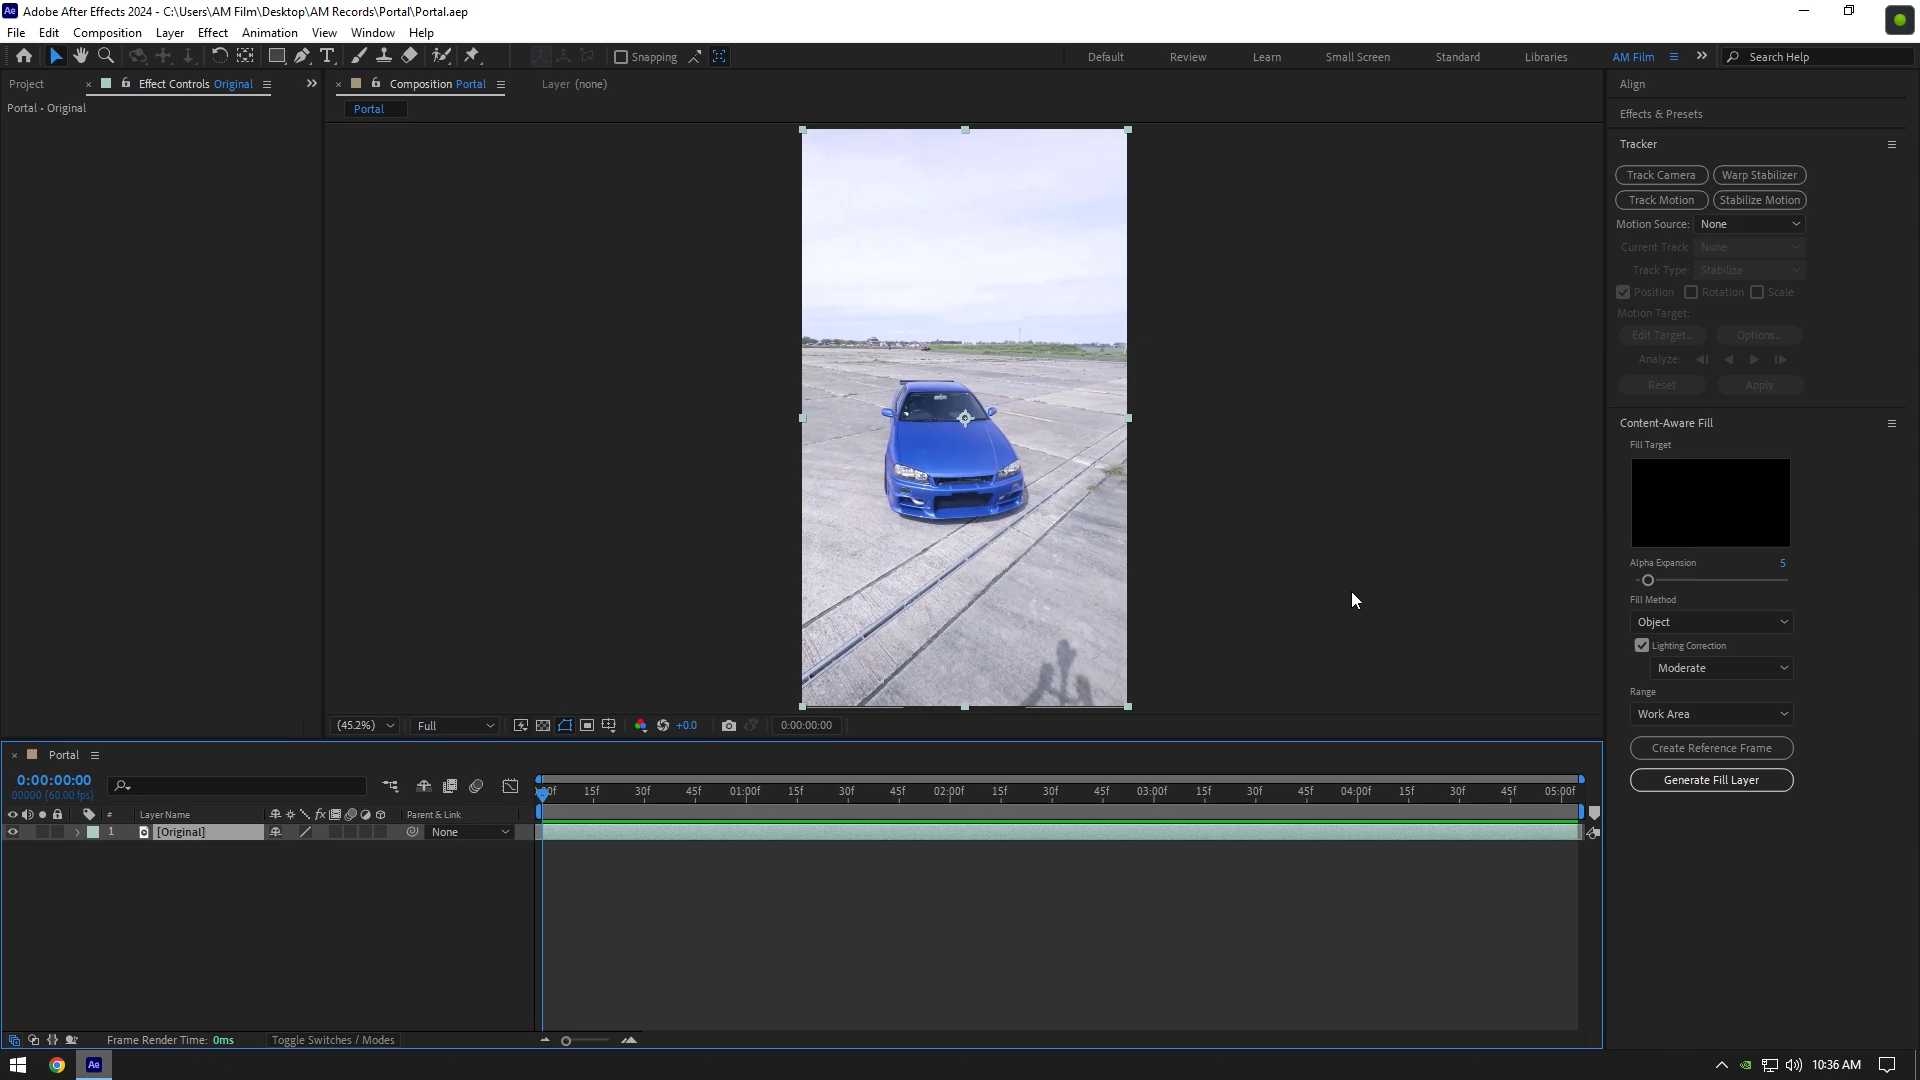 Ae Adobe After Effects 2024 - C:\Users\AM Film\Desktop\AM Records\Portal\Portal.aep
File Edit Composition Layer Effect Animation View Window Help
Snapping Default Review Learn Small Screen Standard Libraries AM Film Search Help
Project Effect Controls Original Composition Portal Layer (none) Align
Portal • Original Portal
Effects & Presets
Tracker
Track Camera Warp Stabilizer
Track Motion Stabilize Motion
Motion Source: None
Current Track: None
Track Type: Stabilize
Position Rotation Scale
Motion Target:
Edit Target... Options...
Analyze:
Reset Apply
Content-Aware Fill
Fill Target
Alpha Expansion 5
Fill Method
Object
Lighting Correction
Moderate
Range
Work Area
Create Reference Frame
Generate Fill Layer
(45.2%) Full +0.0 0:00:00:00
Portal
0:00:00:00
00000 (60.00 fps)
:00f 15f 30f 45f 01:00f 15f 30f 45f 02:00f 15f 30f 45f 03:00f 15f 30f 45f 04:00f 15f 30f 45f 05:00f
# Layer Name fx Parent & Link
1 [Original] None
Frame Render Time: 0ms Toggle Switches / Modes
Ae 10:36 AM